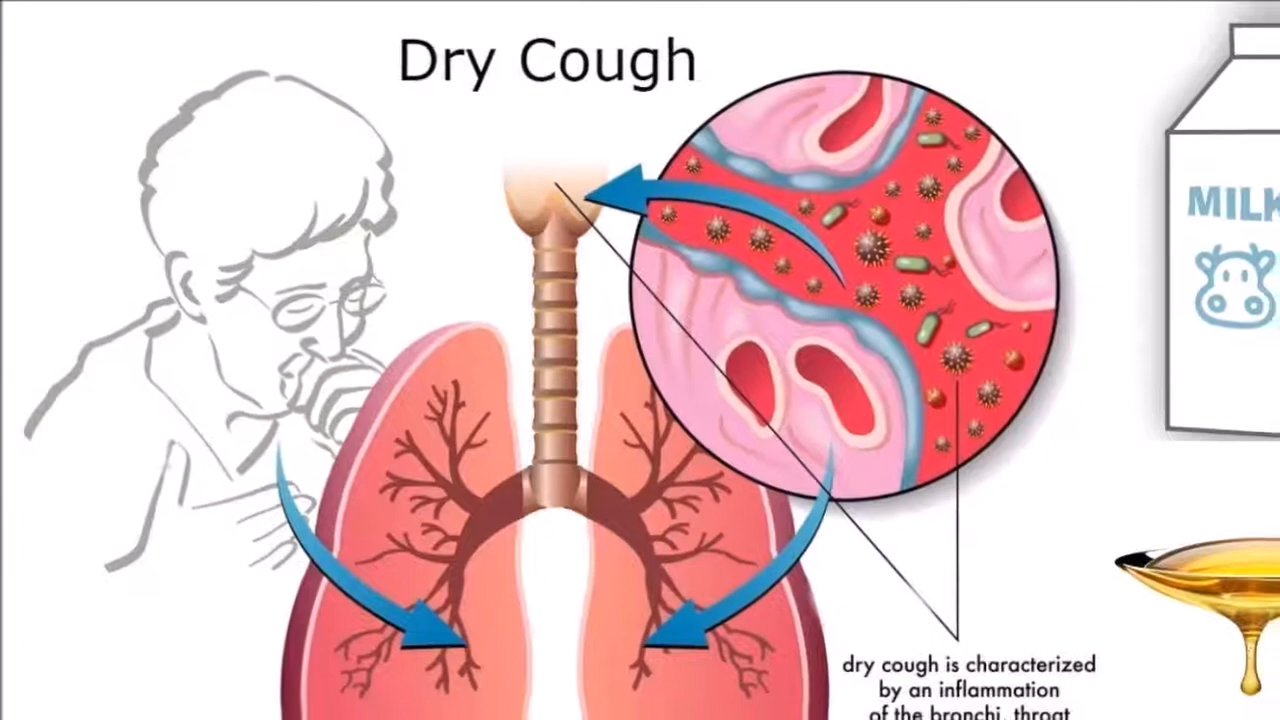 Dry Cough
MILK
dry cough is characterized
by an inflammation
of the bronchi, throat